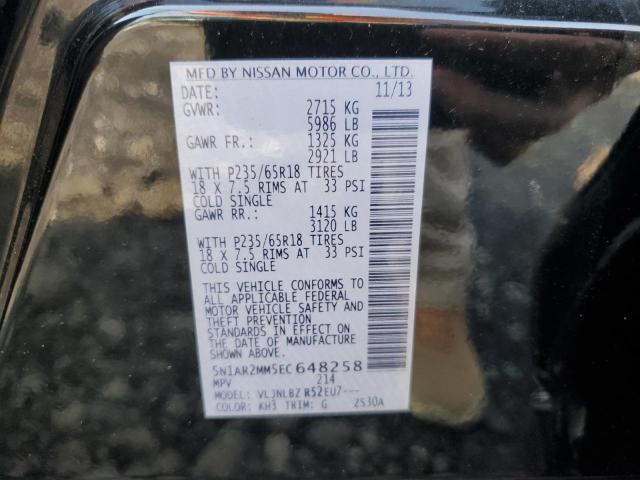 MFD BY NISSAN MOTOR CO., LTD.
DATE: 11/13
GVWR: 2715 KG
5986 LB
GAWR FR.: 1325 KG
2921 LB
WITH P235/65R18 TIRES
18 X 7.5 RIMS AT 33 PSI
COLD SINGLE
GAWR RR.: 1415 KG
3120 LB
WITH P235/65R18 TIRES
18 X 7.5 RIMS AT 33 PSI
COLD SINGLE
THIS VEHICLE CONFORMS TO
ALL APPLICABLE FEDERAL
MOTOR VEHICLE SAFETY AND
THEFT PREVENTION
STANDARDS IN EFFECT ON
THE DATE OF MANUFACTURE
SHOWN ABOVE.
5N1AR2MM5EC648258
MPV 214
MODEL: VLJNLBZ R52EU7---
COLOR: KH3 TRIM: G ZS30A